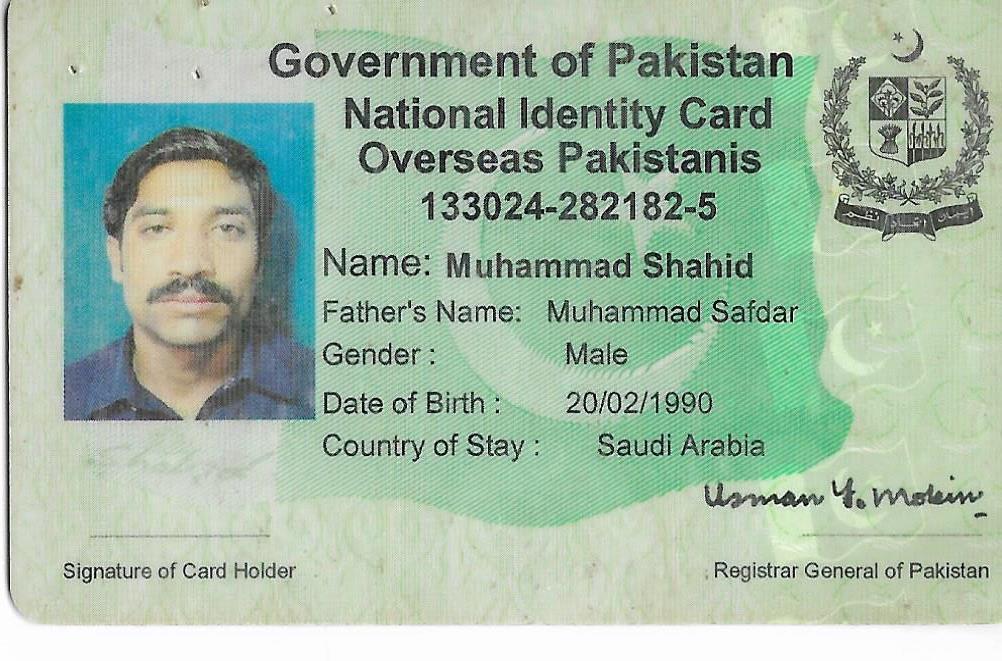 Government of Pakistan
National Identity Card
Overseas Pakistanis
133024-282182-5
Name: Muhammad Shahid
Father's Name: Muhammad Safdar
Gender : Male
Date of Birth : 20/02/1990
Country of Stay : Saudi Arabia
Shahid
Usman Y. Mobin
Signature of Card Holder
Registrar General of Pakistan